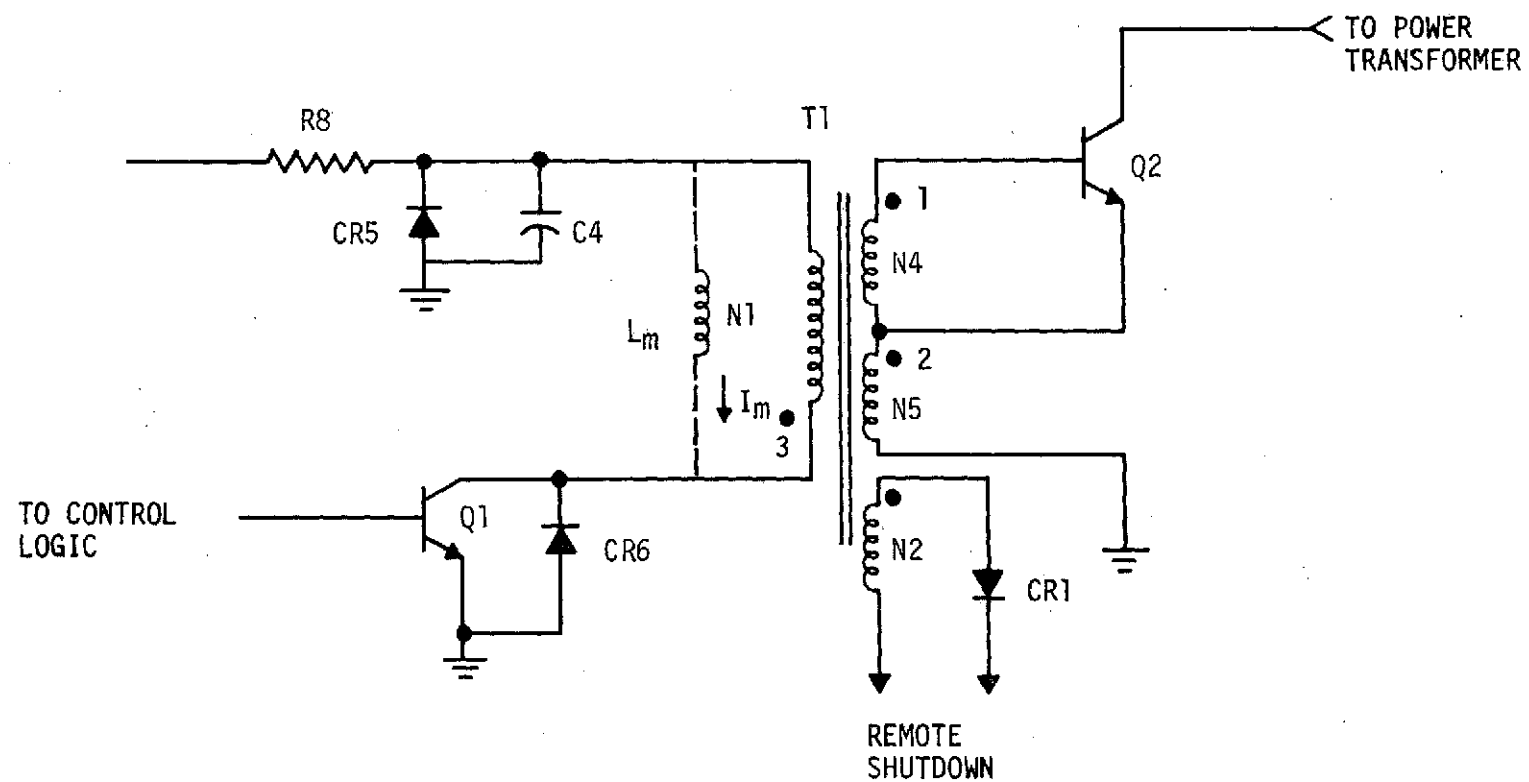 TO POWER
TRANSFORMER
R8
T1
Q2
1
CR5
C4
N4
Lm
N1
2
Im
3
N5
TO CONTROL
LOGIC
Q1
CR6
N2
CR1
REMOTE
SHUTDOWN